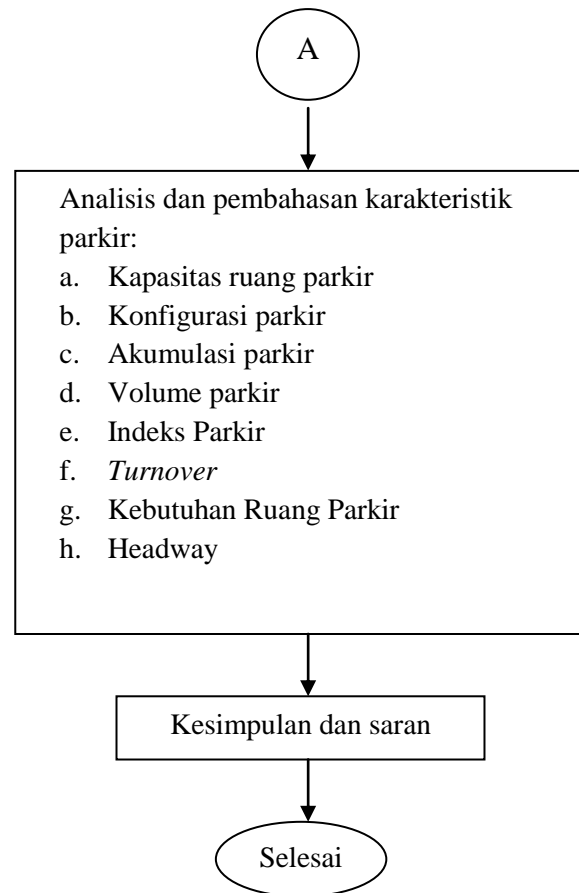 A
Analisis dan pembahasan karakteristik
parkir:
a. Kapasitas ruang parkir
b. Konfigurasi parkir
c. Akumulasi parkir
d. Volume parkir
e. Indeks Parkir
f. Turnover
g. Kebutuhan Ruang Parkir
h. Headway
Kesimpulan dan saran
Selesai